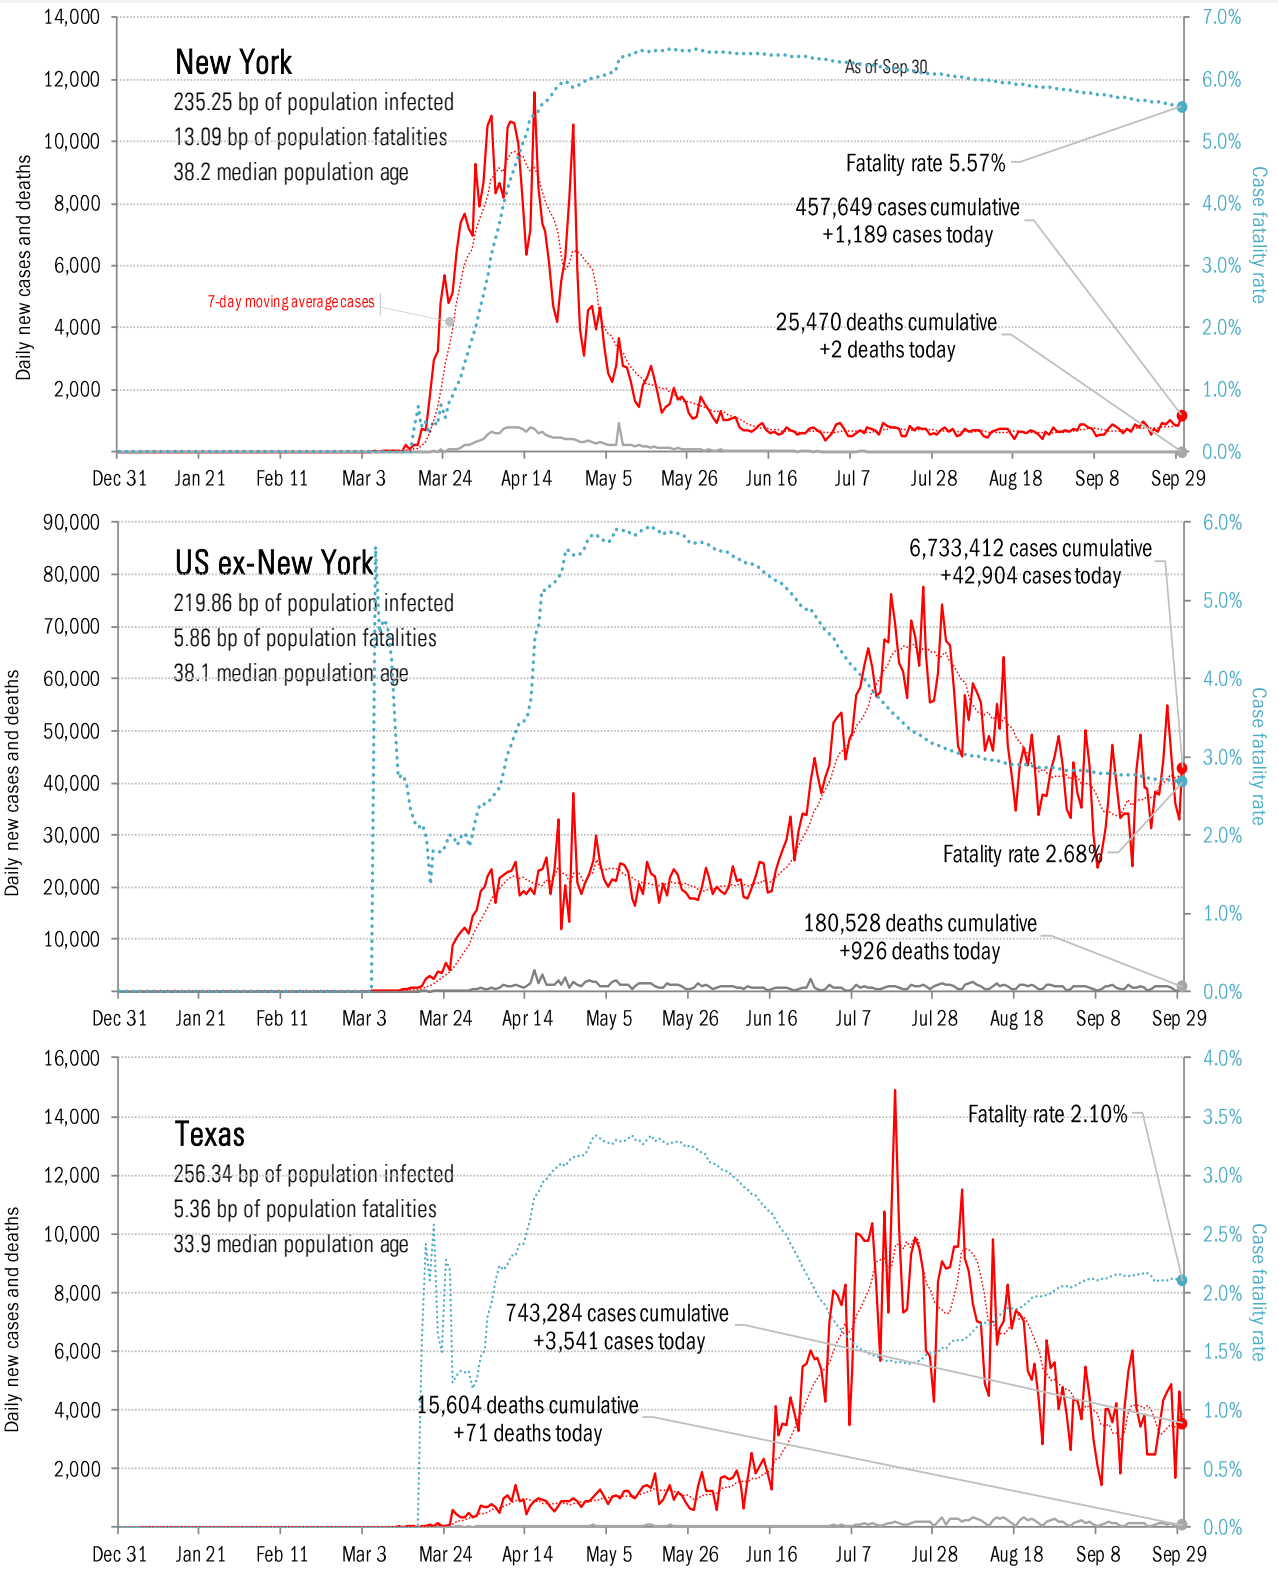 14,000
12,000
10,000
8,000
6,000
4,000
2,000
Daily new cases and deaths
New York
235.25 bp of population infected
13.09 bp of population fatalities
38.2 median population age
7-day moving average cases
As of Sep 30
Fatality rate 5.57%
457,649 cases cumulative
+1,189 cases today
25,470 deaths cumulative
+2 deaths today
7.0%
6.0%
5.0%
4.0%
3.0%
2.0%
1.0%
0.0%
Case fatality rate
Dec 31 Jan 21 Feb 11 Mar 3 Mar 24 Apr 14 May 5 May 26 Jun 16 Jul 7 Jul 28 Aug 18 Sep 8 Sep 29
90,000
80,000
70,000
60,000
50,000
40,000
30,000
20,000
10,000
Daily new cases and deaths
US ex-New York
219.86 bp of population infected
5.86 bp of population fatalities
38.1 median population age
6,733,412 cases cumulative
+42,904 cases today
Fatality rate 2.68%
180,528 deaths cumulative
+926 deaths today
6.0%
5.0%
4.0%
3.0%
2.0%
1.0%
0.0%
Case fatality rate
Dec 31 Jan 21 Feb 11 Mar 3 Mar 24 Apr 14 May 5 May 26 Jun 16 Jul 7 Jul 28 Aug 18 Sep 8 Sep 29
16,000
14,000
12,000
10,000
8,000
6,000
4,000
2,000
Daily new cases and deaths
Texas
256.34 bp of population infected
5.36 bp of population fatalities
33.9 median population age
Fatality rate 2.10%
743,284 cases cumulative
+3,541 cases today
15,604 deaths cumulative
+71 deaths today
4.0%
3.5%
3.0%
2.5%
2.0%
1.5%
1.0%
0.5%
0.0%
Case fatality rate
Dec 31 Jan 21 Feb 11 Mar 3 Mar 24 Apr 14 May 5 May 26 Jun 16 Jul 7 Jul 28 Aug 18 Sep 8 Sep 29